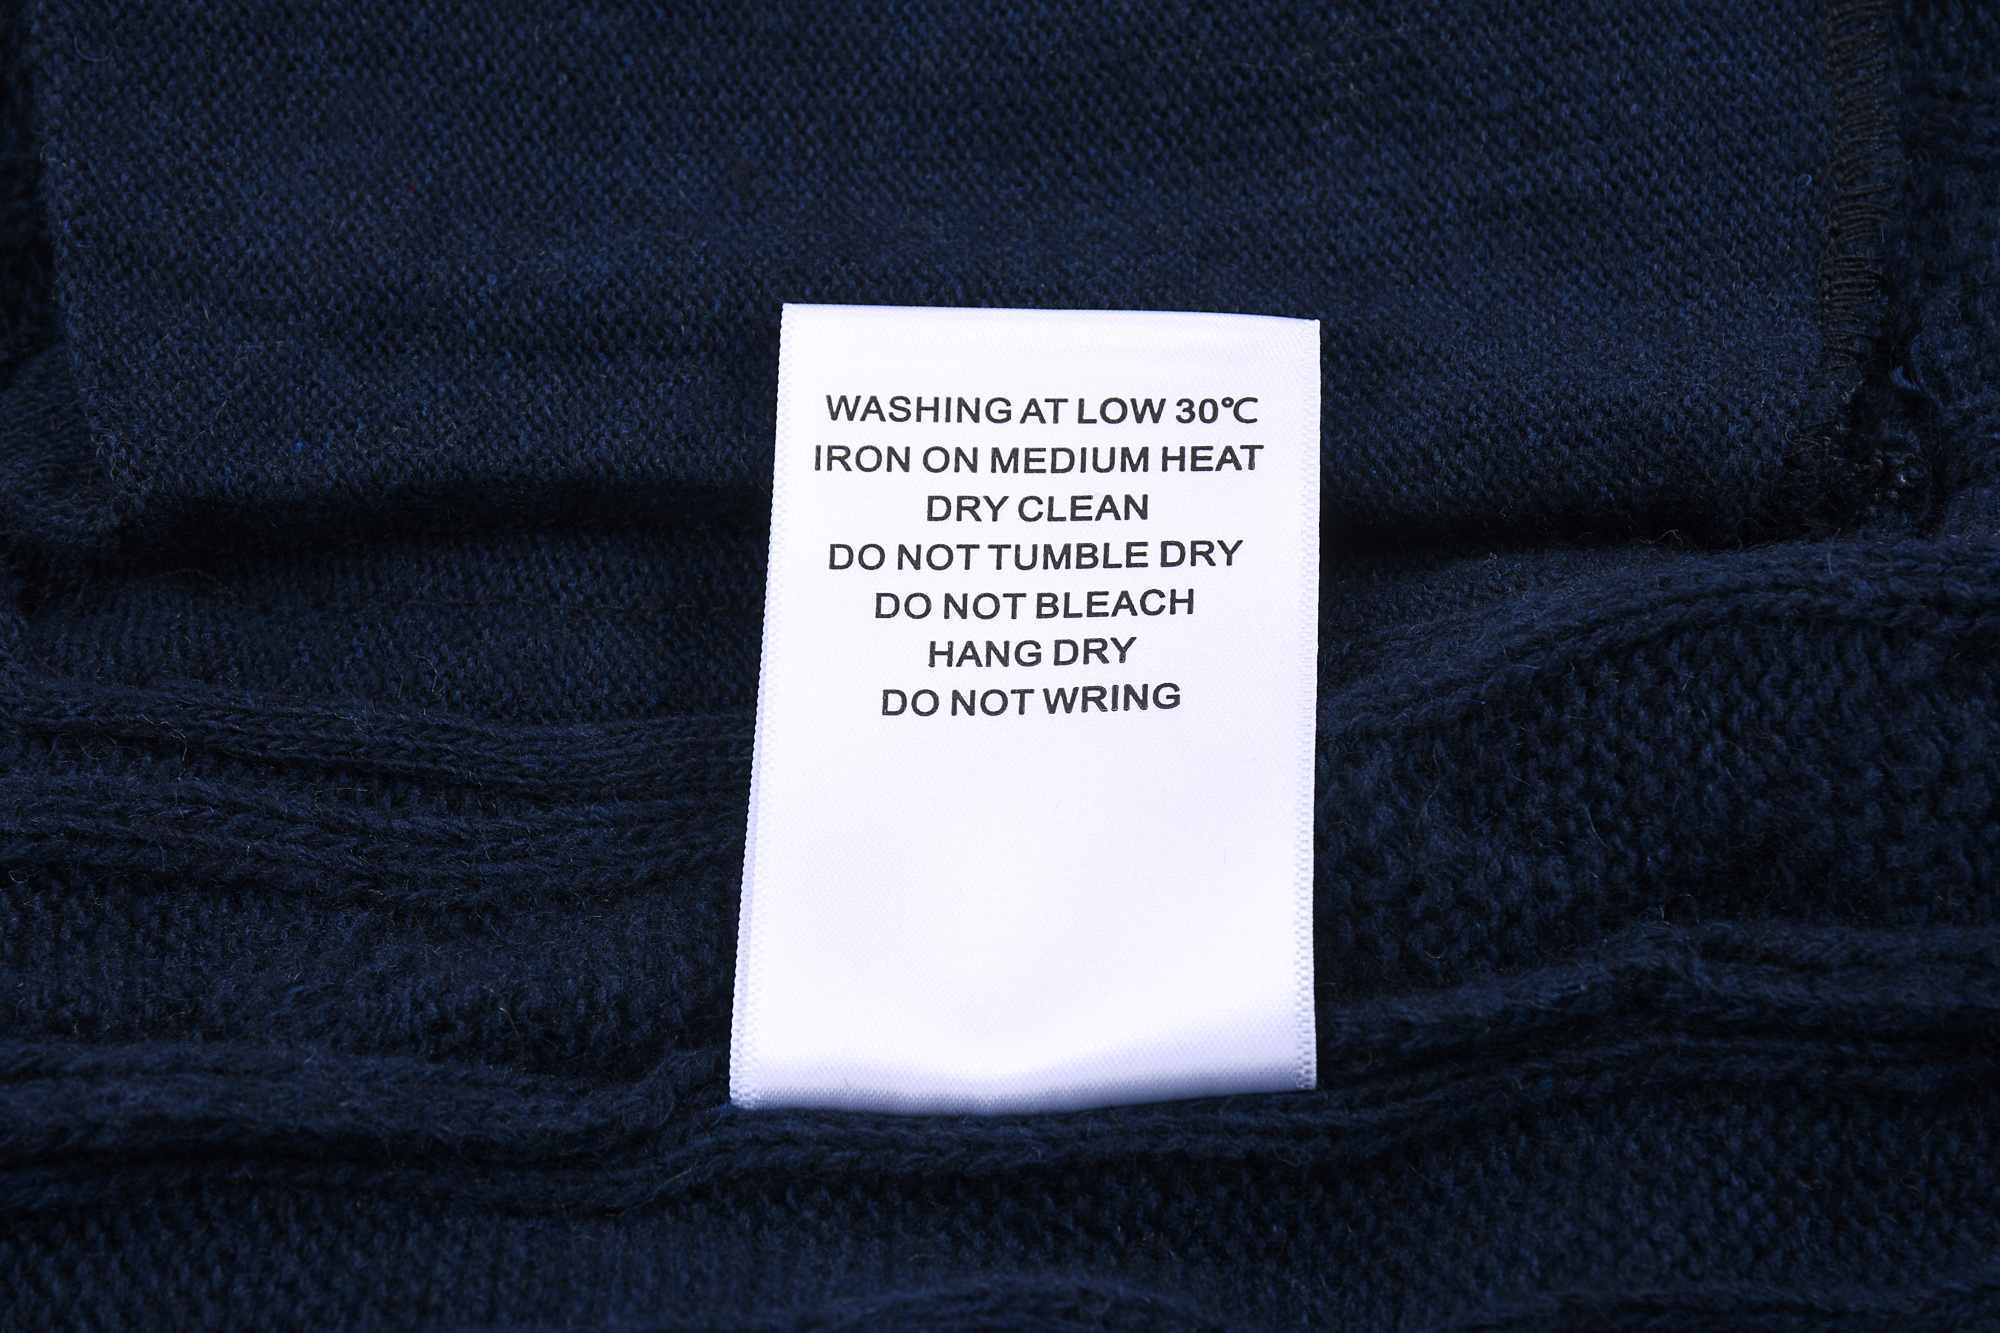 WASHING AT LOW 30℃
IRON ON MEDIUM HEAT
DRY CLEAN
DO NOT TUMBLE DRY
DO NOT BLEACH
HANG DRY
DO NOT WRING